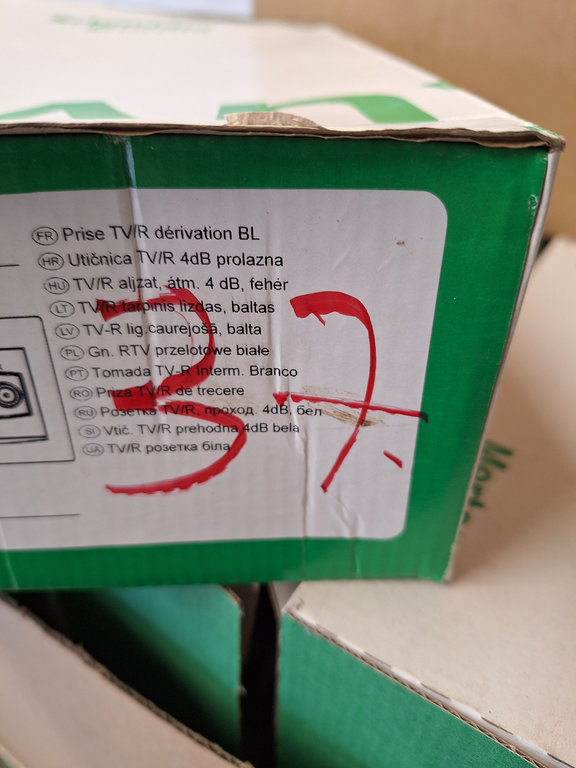 FR Prise TV/R dérivation BL
HR Utičnica TV/R 4dB prolazna
HU TV/R aljzat, átm. 4 dB, fehér
LT TV/R tarpinis lizdas, baltas
LV TV-R lig.caurejošā, balta
PL Gn. RTV przelotowe białe
PT Tomada TV-R Interm. Branco
RO Priza TV/R de trecere
RU Розетка TV/R, проход. 4dB, бел
SI Vtič. TV/R prehodna 4dB bela
UA TV/R розетка біла
37.